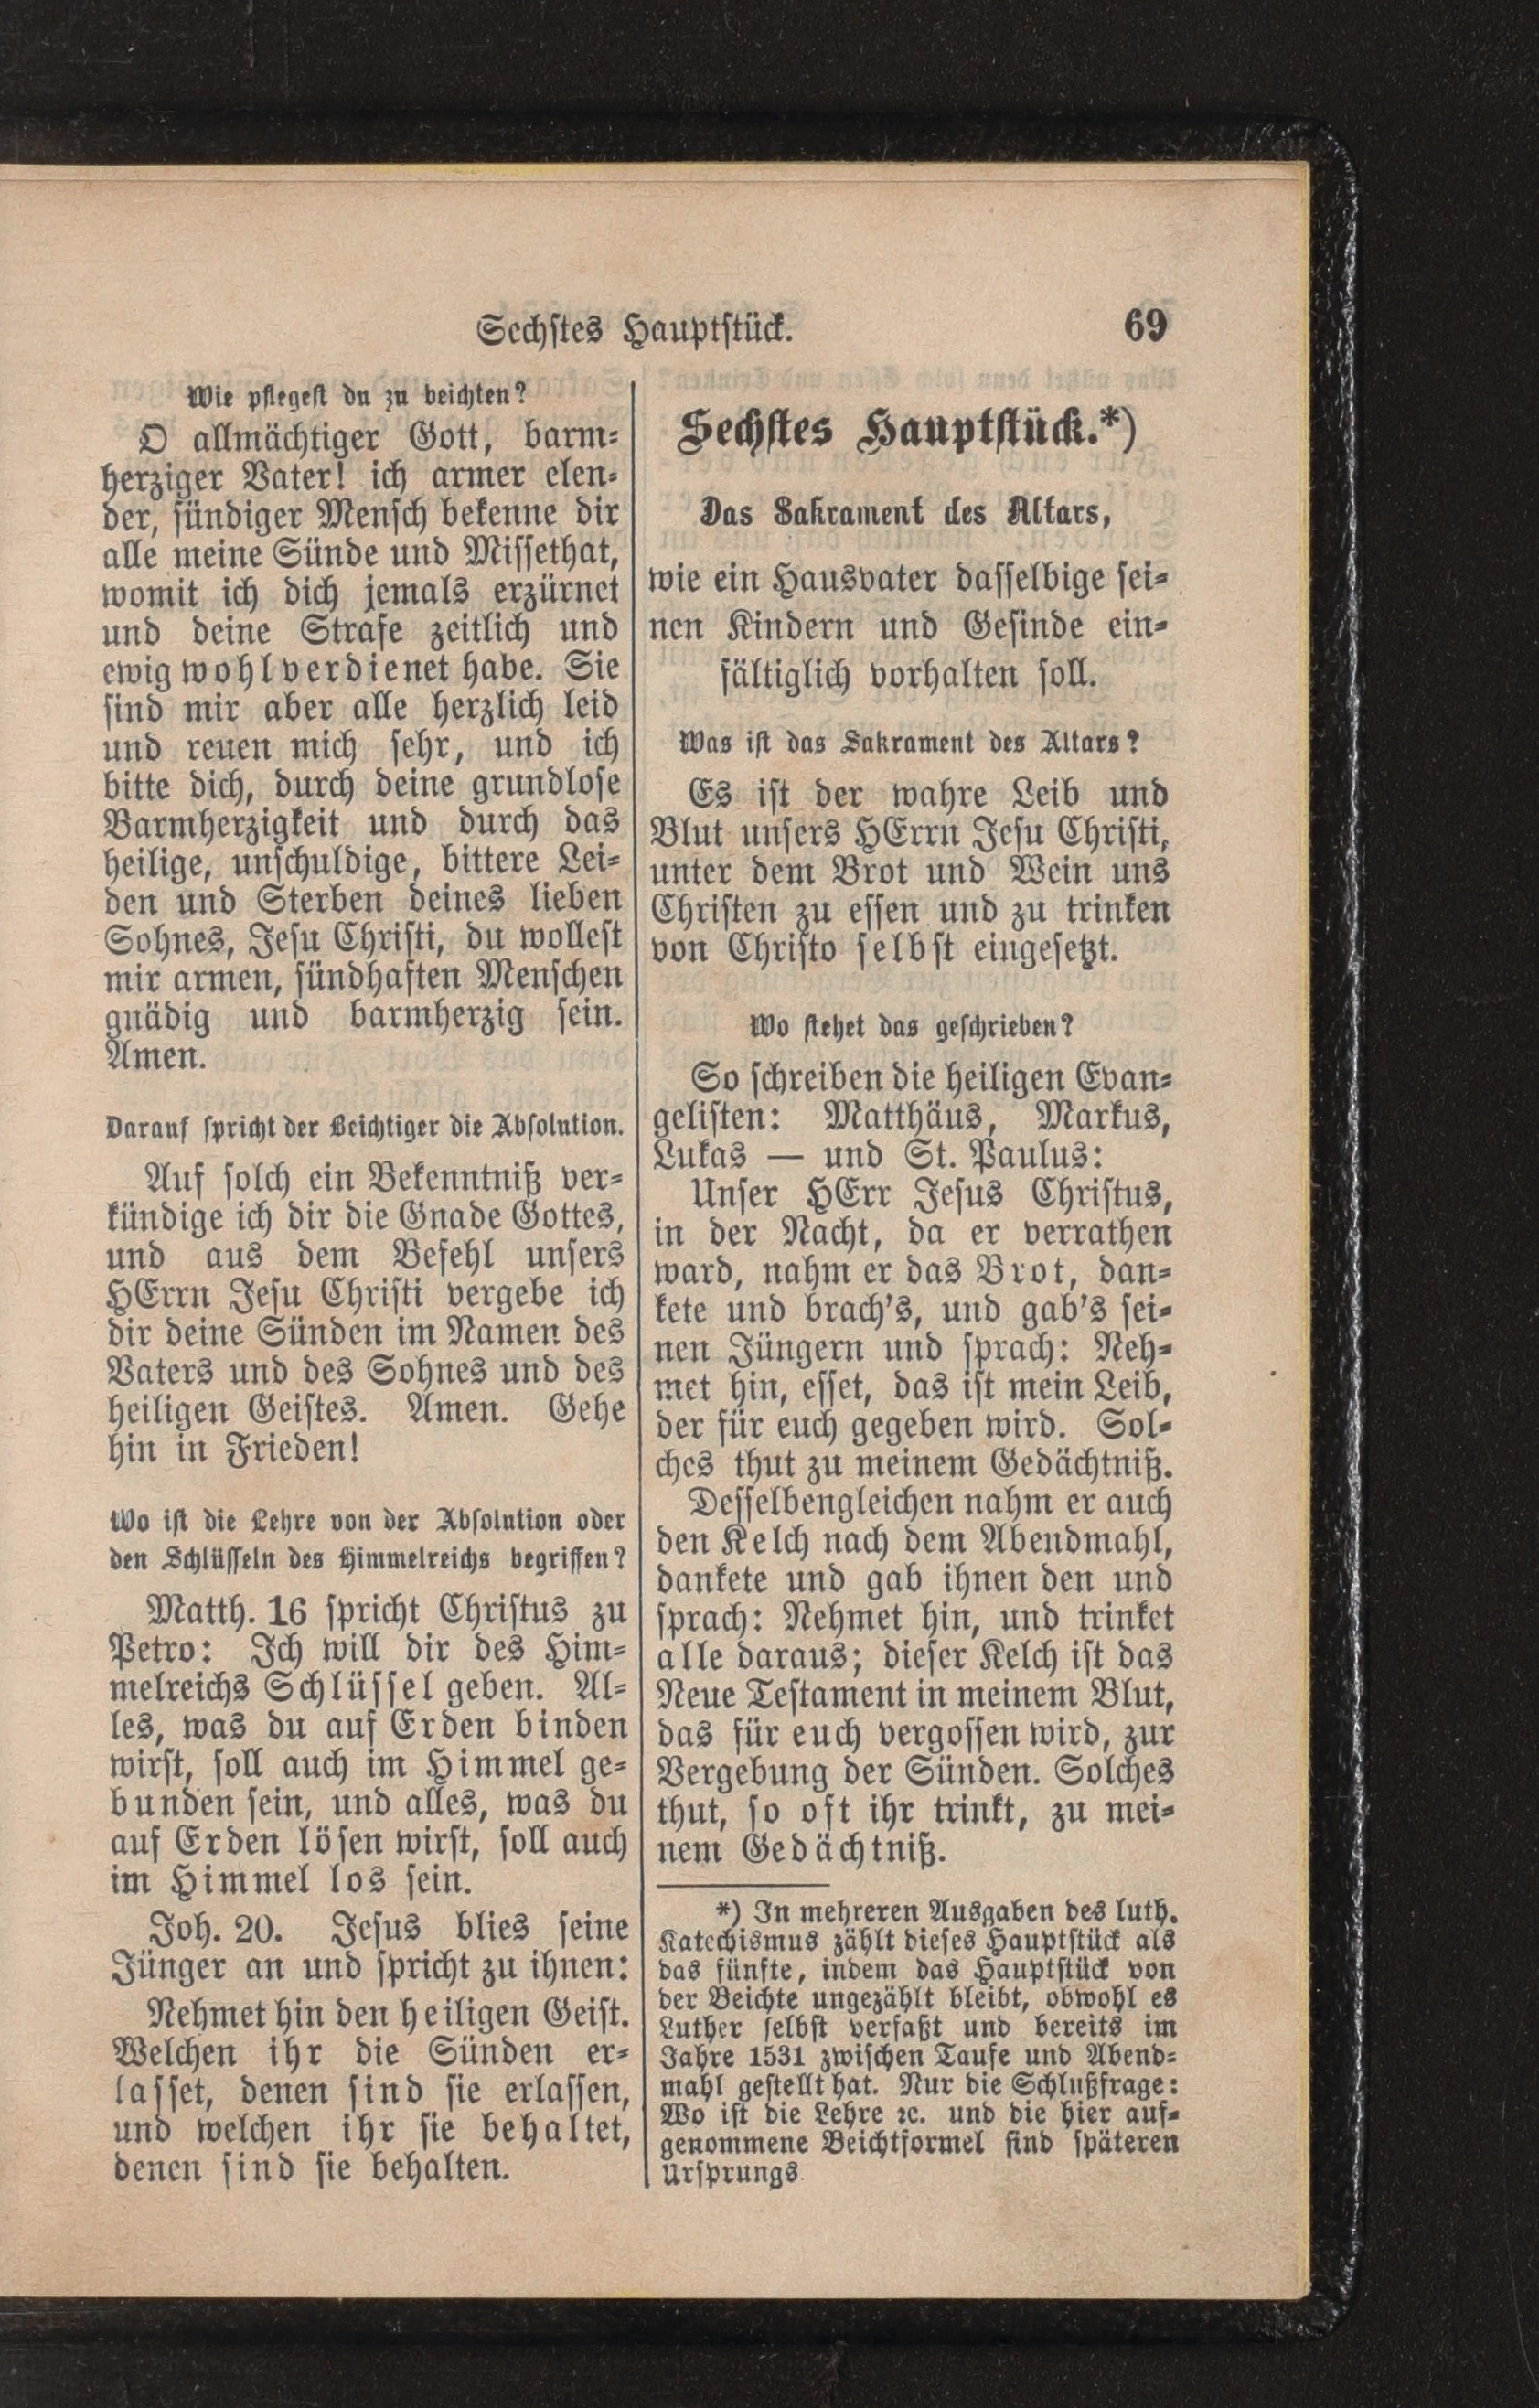 Sechstes Hauptstück.
69
Wie pflegest du zu beichten?
O allmächtiger Gott, barm-
herziger Vater! ich armer elen-
der, sündiger Mensch bekenne dir
alle meine Sünde und Missethat,
womit ich dich jemals erzürnet
und deine Strafe zeitlich und
ewig wohl verdienet habe. Sie
sind mir aber alle herzlich leid
und reuen mich sehr, und ich
bitte dich, durch deine grundlose
Barmherzigkeit und durch das
heilige, unschuldige, bittere Lei-
den und Sterben deines lieben
Sohnes, Jesu Christi, du wollest
mir armen, sündhaften Menschen
gnädig und barmherzig sein.
Amen.
Darauf spricht der Beichtiger die Absolution.
Auf solch ein Bekenntniß ver-
kündige ich dir die Gnade Gottes,
und aus dem Befehl unsers
HErrn Jesu Christi vergebe ich
dir deine Sünden im Namen des
Vaters und des Sohnes und des
heiligen Geistes. Amen. Gehe
hin in Frieden!
Wo ist die Lehre von der Absolution oder
den Schlüsseln des Himmelreichs begriffen?
Matth. 16 spricht Christus zu
Petro: Ich will dir des Him-
melreichs Schlüssel geben. Al-
les, was du auf Erden binden
wirst, soll auch im Himmel ge-
bunden sein, und alles, was du
auf Erden lösen wirst, soll auch
im Himmel los sein.
Joh. 20. Jesus blies seine
Jünger an und spricht zu ihnen:
Nehmet hin den heiligen Geist.
Welchen ihr die Sünden er-
lasset, denen sind sie erlassen,
und welchen ihr sie behaltet,
denen sind sie behalten.
Sechstes Hauptstück.*)
Das Sakrament des Altars,
wie ein Hausvater dasselbige sei-
nen Kindern und Gesinde ein-
fältiglich vorhalten soll.
Was ist das Sakrament des Altars?
Es ist der wahre Leib und
Blut unsers HErrn Jesu Christi,
unter dem Brot und Wein uns
Christen zu essen und zu trinken
von Christo selbst eingesetzt.
Wo stehet das geschrieben?
So schreiben die heiligen Evan-
gelisten: Matthäus, Markus,
Lukas — und St. Paulus:
Unser HErr Jesus Christus,
in der Nacht, da er verrathen
ward, nahm er das Brot, dan-
kete und brach's, und gab's sei-
nen Jüngern und sprach: Neh-
met hin, esset, das ist mein Leib,
der für euch gegeben wird. Sol-
ches thut zu meinem Gedächtniß.
Desselbengleichen nahm er auch
den Kelch nach dem Abendmahl,
dankete und gab ihnen den und
sprach: Nehmet hin, und trinket
alle daraus; dieser Kelch ist das
Neue Testament in meinem Blut,
das für euch vergossen wird, zur
Vergebung der Sünden. Solches
thut, so oft ihr trinkt, zu mei-
nem Gedächtniß.
*) In mehreren Ausgaben des luth.
Katechismus zählt dieses Hauptstück als
das fünfte, indem das Hauptstück von
der Beichte ungezählt bleibt, obwohl es
Luther selbst verfaßt und bereits im
Jahre 1531 zwischen Taufe und Abend-
mahl gestellt hat. Nur die Schlußfrage:
Wo ist die Lehre ꝛc. und die hier auf-
genommene Beichtformel sind späteren
Ursprungs